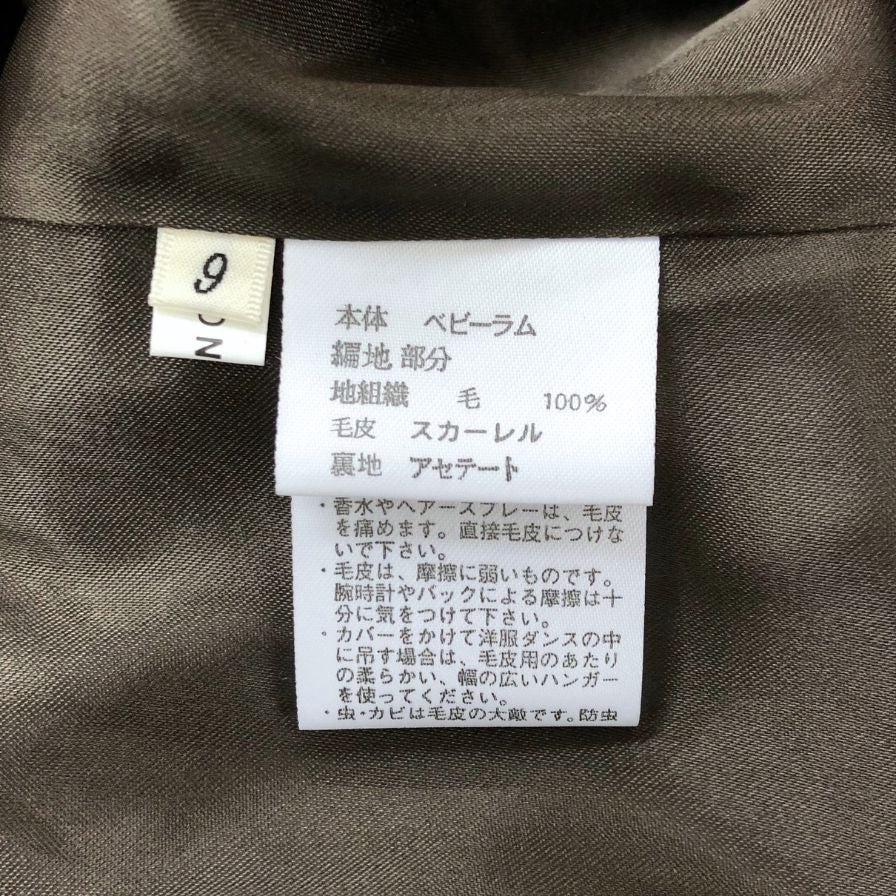 9
本体 ベビーラム
編地部分
地組織 毛 100%
毛皮 スカーレル
裏地 アセテート
・香水やヘアースプレーは、毛皮
を痛めます。直接毛皮につけな
いで下さい。
・毛皮は、摩擦に弱いものです。
腕時計やバックによる摩擦は十
分に気をつけて下さい。
・カバーをかけて洋服ダンスの中
に吊す場合は、毛皮用のあたり
の柔らかい、幅の広いハンガー
を使ってください。
・虫・カビは毛皮の大敵です。防虫